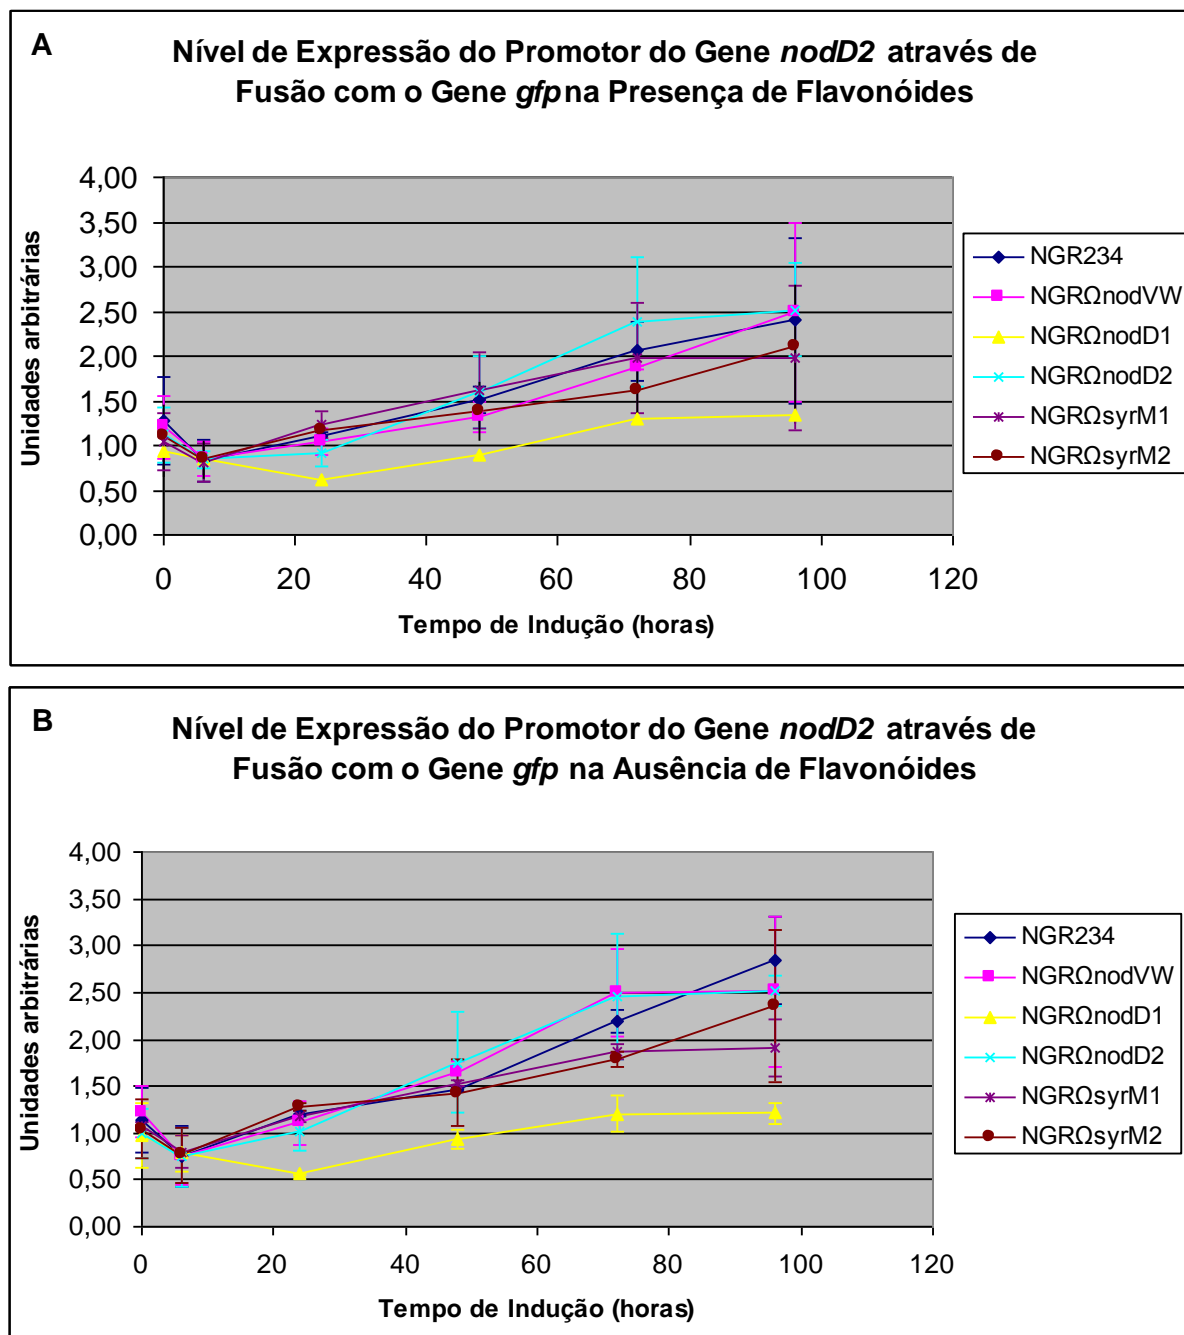 A
Nível de Expressão do Promotor do Gene nodD2 através de
Fusão com o Gene gfp na Presença de Flavonóides
4,00
3,50
3,00
2,50
2,00
1,50
1,00
0,50
0,00
Unidades arbitrárias
0 20 40 60 80 100 120
Tempo de Indução (horas)
NGR234
NGRΩnodVW
NGRΩnodD1
NGRΩnodD2
NGRΩsyrM1
NGRΩsyrM2
B
Nível de Expressão do Promotor do Gene nodD2 através de
Fusão com o Gene gfp na Ausência de Flavonóides
4,00
3,50
3,00
2,50
2,00
1,50
1,00
0,50
0,00
Unidades arbitrárias
0 20 40 60 80 100 120
Tempo de Indução (horas)
NGR234
NGRΩnodVW
NGRΩnodD1
NGRΩnodD2
NGRΩsyrM1
NGRΩsyrM2